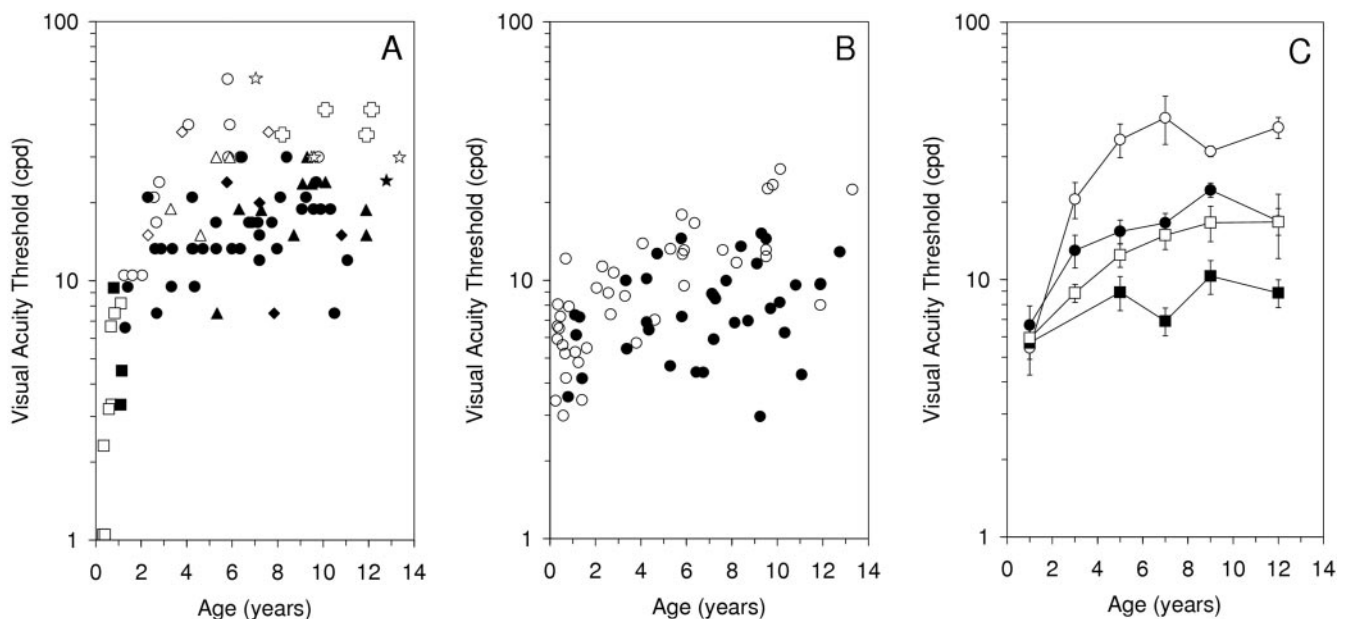 A
Visual Acuity Threshold (cpd)
100
10
1
0 2 4 6 8 10 12 14
Age (years)
B
Visual Acuity Threshold (cpd)
100
10
1
0 2 4 6 8 10 12 14
Age (years)
C
Visual Acuity Threshold (cpd)
100
10
1
0 2 4 6 8 10 12 14
Age (years)